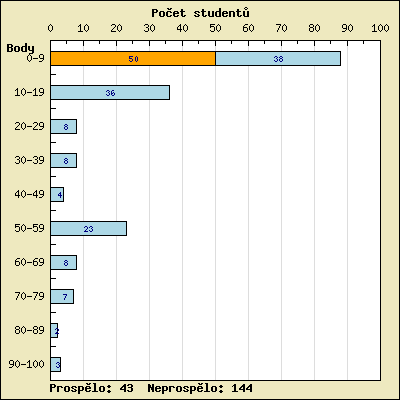 Počet studentů
0 10 20 30 40 50 60 70 80 90 100
Body
0-9 50 38
10-19 36
20-29 8
30-39 8
40-49 4
50-59 23
60-69 8
70-79 7
80-89 2
90-100 3
Prospělo: 43 Neprospělo: 144